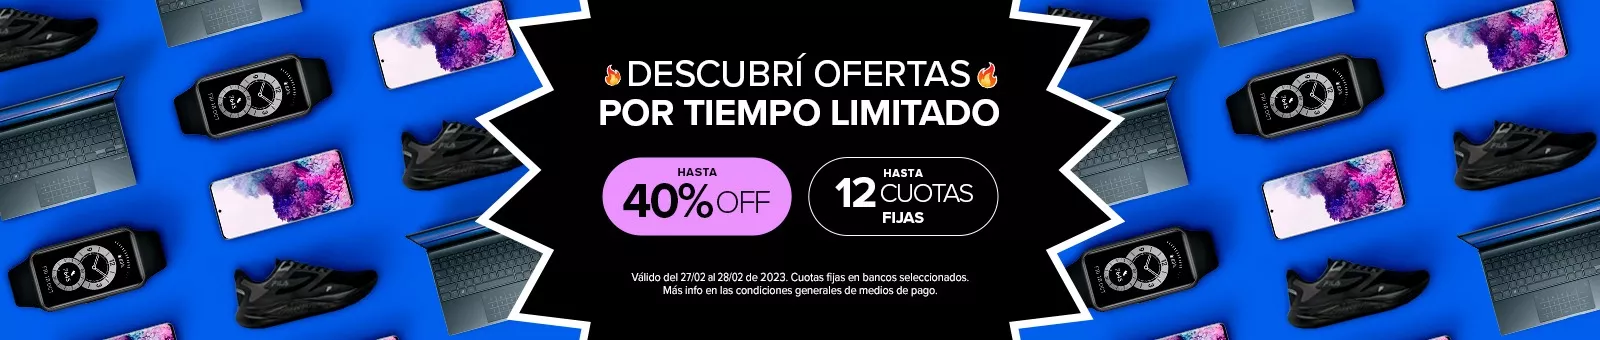 DESCUBRÍ OFERTAS
POR TIEMPO LIMITADO
HASTA
40% OFF
HASTA
12 CUOTAS
FIJAS
Válido del 27/02 al 28/02 de 2023. Cuotas fijas en bancos seleccionados.
Más info en las condiciones generales de medios de pago.